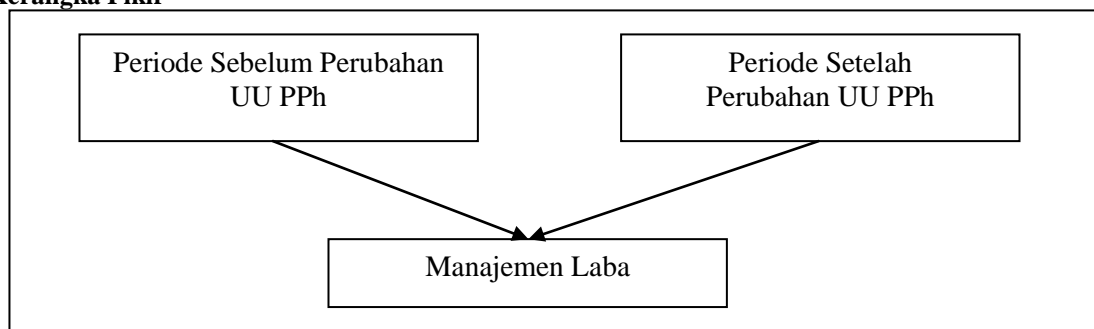 Kerangka Pikir
Periode Sebelum Perubahan
UU PPh
Periode Setelah
Perubahan UU PPh
Manajemen Laba